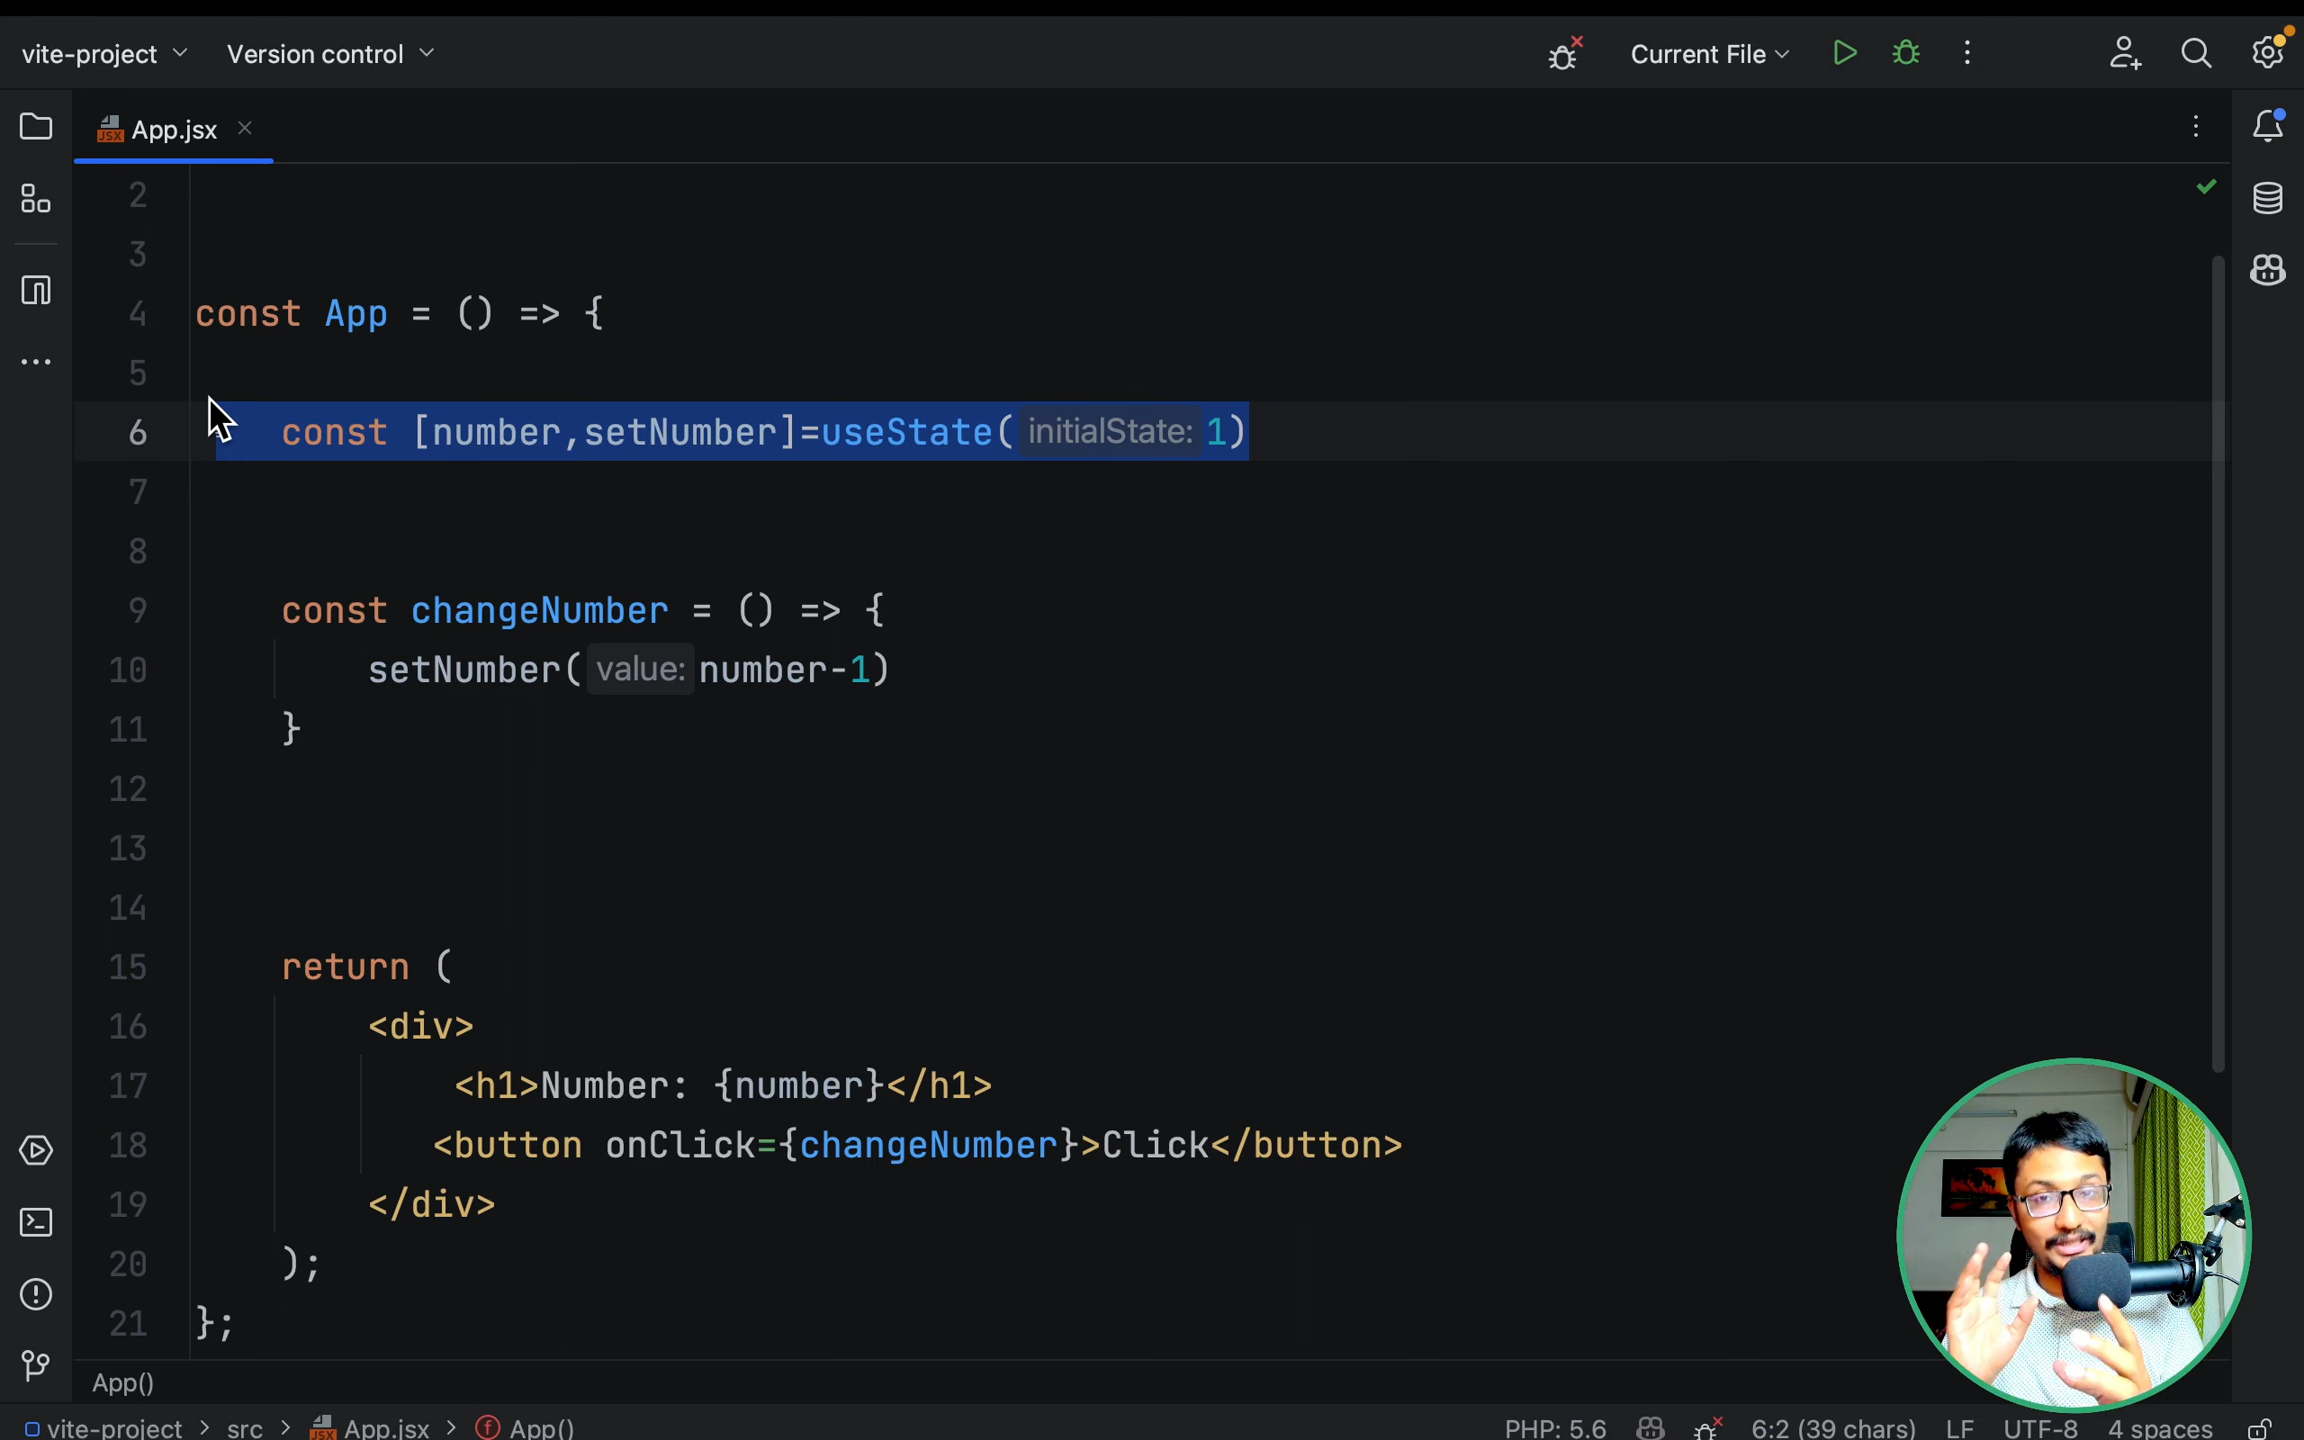 vite-project Version control Current File
App.jsx
2
3
4 const App = () => {
5
6 const [number,setNumber]=useState( initialState: 1)
7
8
9 const changeNumber = () => {
10 setNumber( value: number-1)
11 }
12
13
14
15 return (
16 <div>
17 <h1>Number: {number}</h1>
18 <button onClick={changeNumber}>Click</button>
19 </div>
20 );
21 };
App()
vite-project > src > App.jsx > App() PHP: 5.6 6:2 (39 chars) LF UTF-8 4 spaces